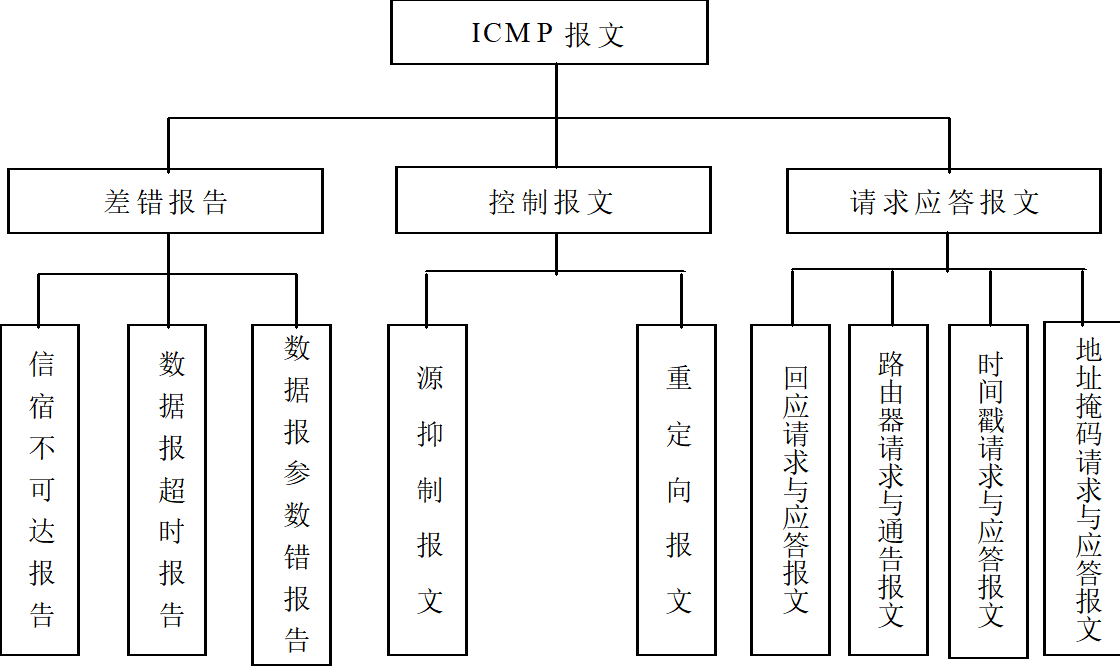 ICMP 报文
差错报告
控制报文
请求应答报文
信宿不可达报告
数据报超时报告
数据报参数错报告
源抑制报文
重定向报文
回应请求与应答报文
路由器请求与通告报文
时间戳请求与应答报文
地址掩码请求与应答报文